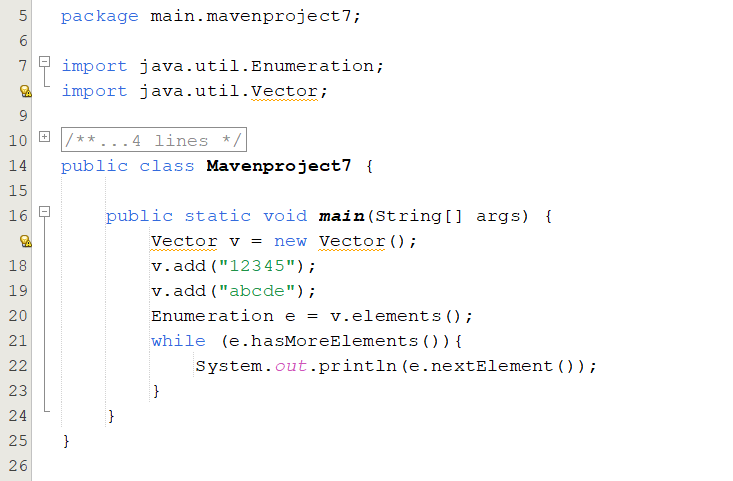 5 package main.mavenproject7;
6
7 import java.util.Enumeration;
import java.util.Vector;
9
10 /**...4 lines */
14 public class Mavenproject7 {
15
16 public static void main(String[] args) {
Vector v = new Vector();
18 v.add("12345");
19 v.add("abcde");
20 Enumeration e = v.elements();
21 while (e.hasMoreElements()){
22 System.out.println(e.nextElement());
23 }
24 }
25 }
26